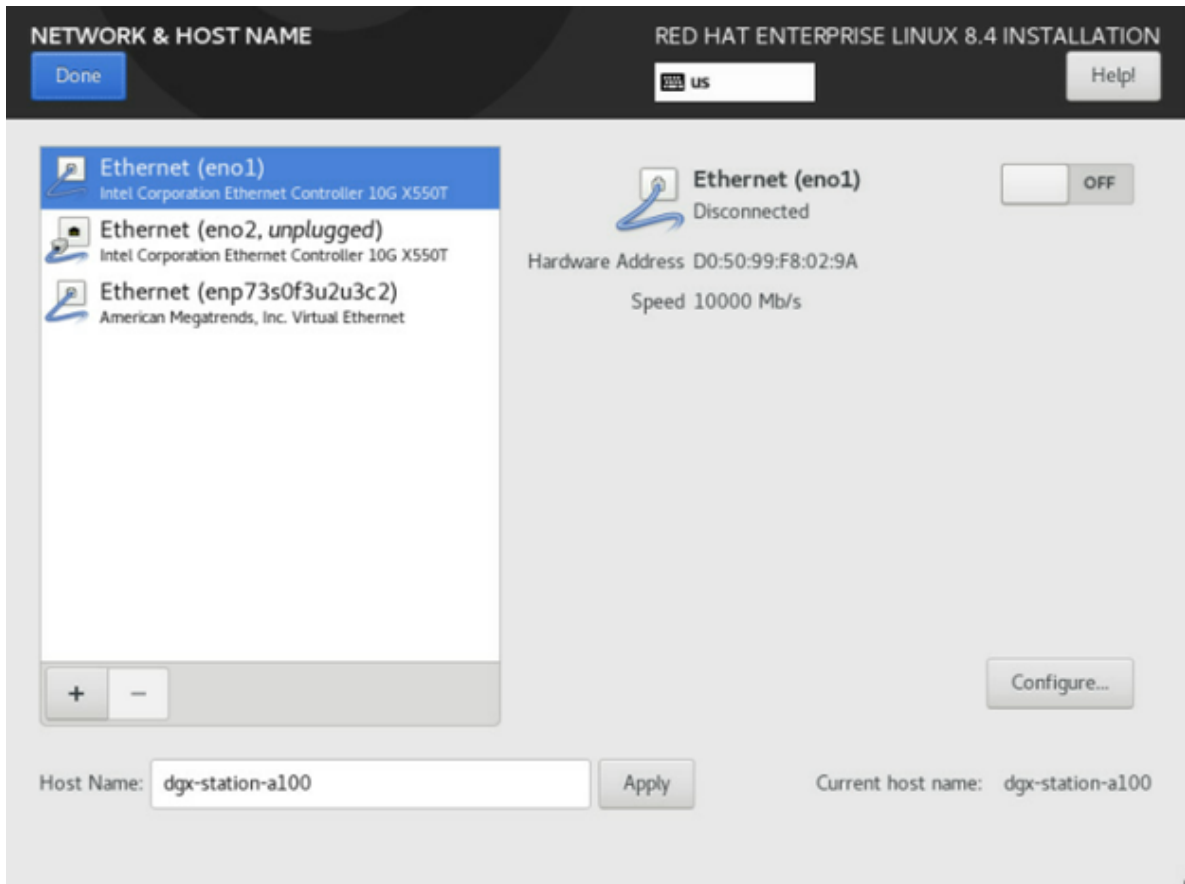 NETWORK & HOST NAME
RED HAT ENTERPRISE LINUX 8.4 INSTALLATION
Done
us
Help!
Ethernet (eno1)
Intel Corporation Ethernet Controller 10G X550T
Ethernet (eno2, unplugged)
Intel Corporation Ethernet Controller 10G X550T
Ethernet (enp73s0f3u2u3c2)
American Megatrends, Inc. Virtual Ethernet
Ethernet (eno1)
Disconnected
OFF
Hardware Address D0:50:99:F8:02:9A
Speed 10000 Mb/s
+ −
Configure...
Host Name: dgx-station-a100
Apply
Current host name: dgx-station-a100